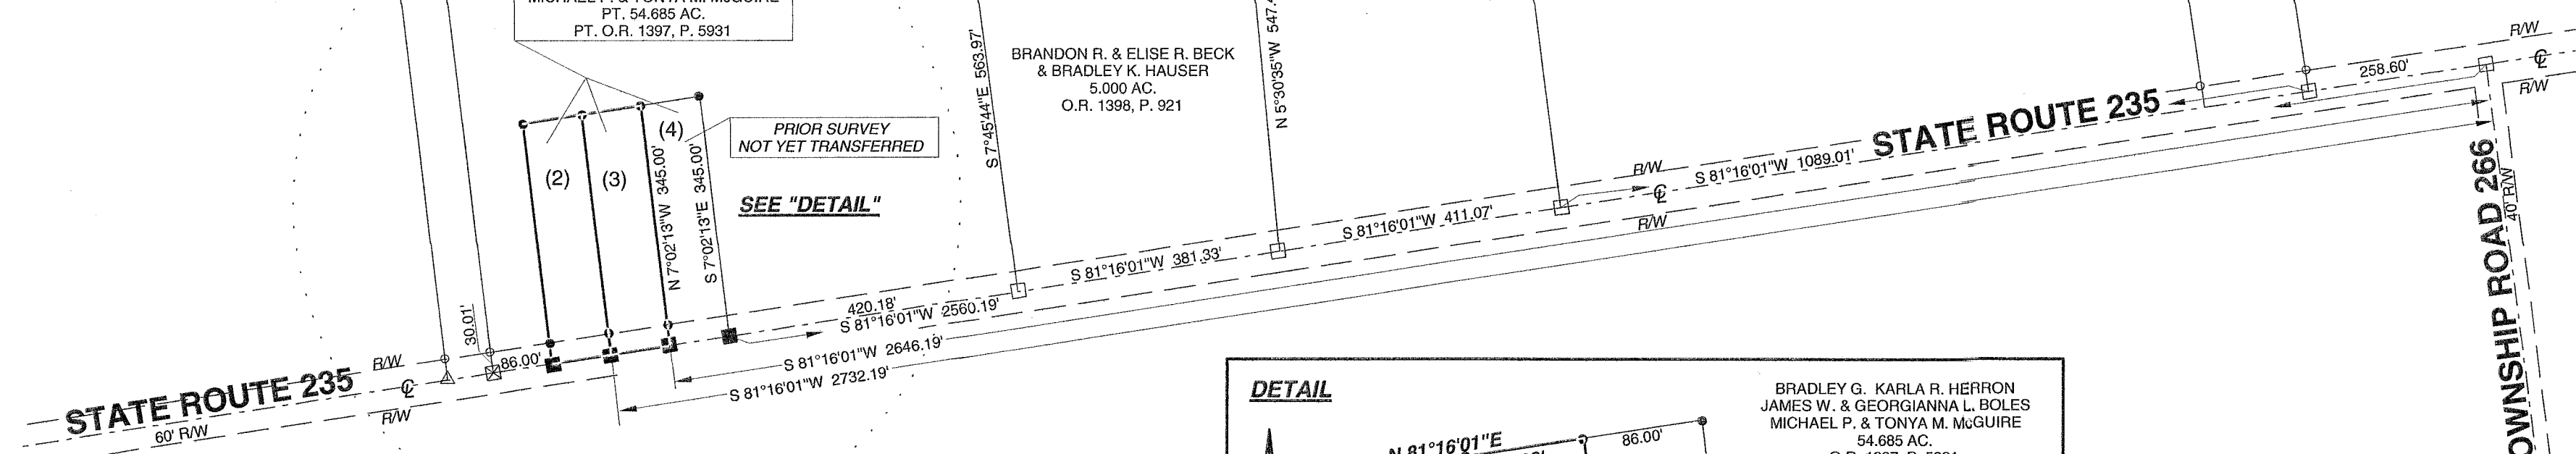 PT. 54.685 AC.
PT. O.R. 1397, P. 5931
(2)
(3)
(4)
PRIOR SURVEY
NOT YET TRANSFERRED
SEE "DETAIL"
N 7°02'13"W 345.00'
S 7°02'13"E 345.00'
30.01'
86.00'
R/W
STATE ROUTE 235
R/W
60' R/W
S 7°45'44"E 563.97'
BRANDON R. & ELISE R. BECK
& BRADLEY K. HAUSER
5.000 AC.
O.R. 1398, P. 921
N 5°30'35"W
420.18'
S 81°16'01"W 2560.19'
S 81°16'01"W 2646.19'
S 81°16'01"W 2732.19'
S 81°16'01"W 381.33'
S 81°16'01"W 411.07'
R/W
R/W
S 81°16'01"W 1089.01'
STATE ROUTE 235
258.60'
R/W
R/W
40' R/W
TOWNSHIP ROAD 266
DETAIL
N 81°16'01"E
86.00'
BRADLEY G. KARLA R. HERRON
JAMES W. & GEORGIANNA L. BOLES
MICHAEL P. & TONYA M. McGUIRE
54.685 AC.